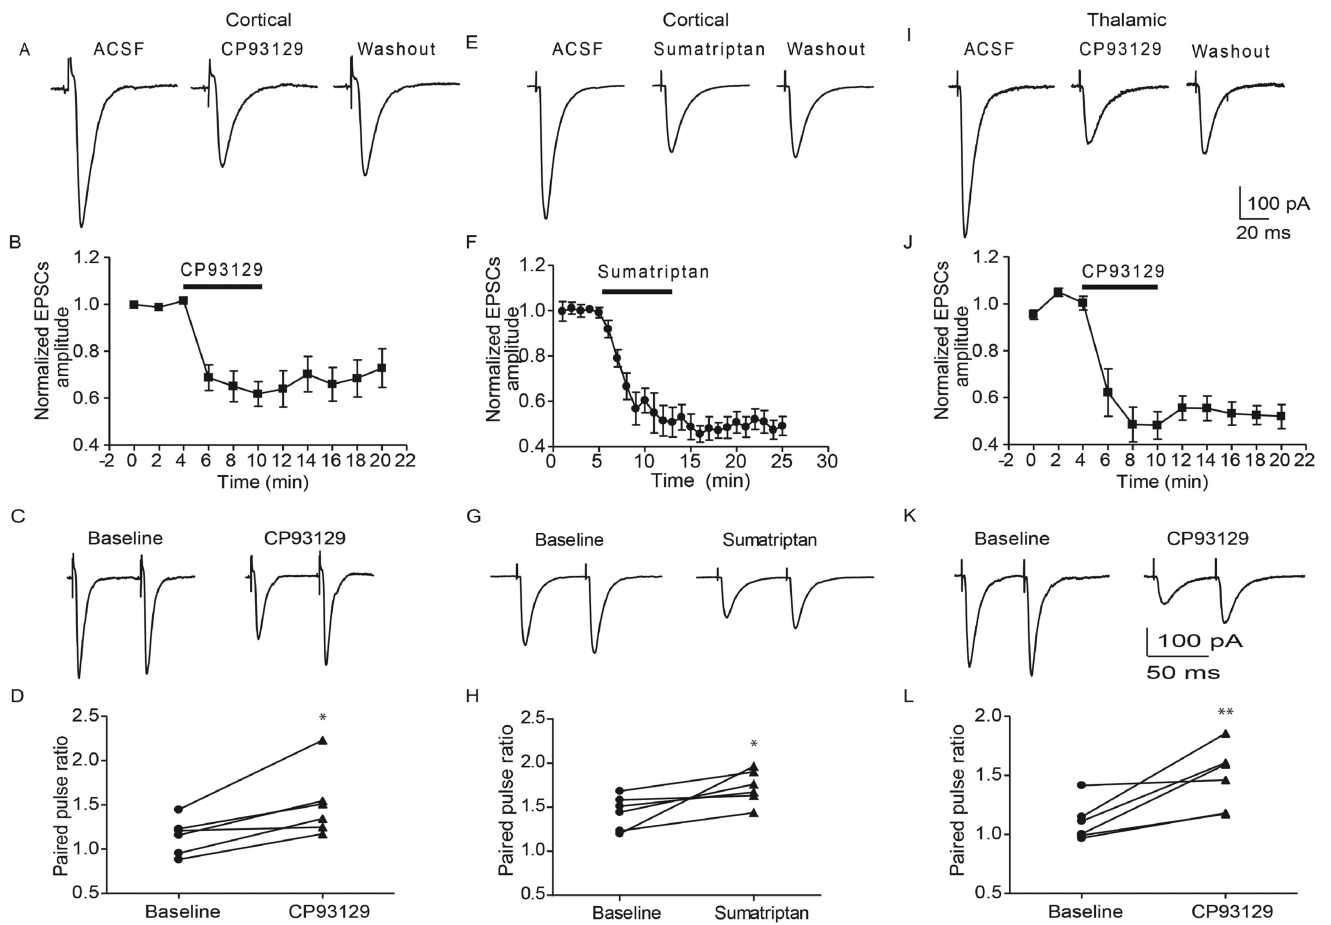 Cortical
Cortical
Thalamic
A
ACSF
CP93129
Washout
E
ACSF
Sumatriptan
Washout
I
ACSF
CP93129
Washout
100 pA
20 ms
B
CP93129
Normalized EPSCs
amplitude
1.2
1.0
0.8
0.6
0.4
-2 0 2 4 6 8 10 12 14 16 18 20 22
Time (min)
F
Sumatriptan
Normalized EPSCs
amplitude
1.2
1.0
0.8
0.6
0.4
0 5 10 15 20 25 30
Time (min)
J
CP93129
Normalized EPSCs
amplitude
1.2
1.0
0.8
0.6
0.4
-2 0 2 4 6 8 10 12 14 16 18 20 22
Time (min)
C
Baseline
CP93129
G
Baseline
Sumatriptan
K
Baseline
CP93129
100 pA
50 ms
D
Paired pulse ratio
2.5
2.0
1.5
1.0
0.5
*
Baseline
CP93129
H
Paired pulse ratio
2.5
2.0
1.5
1.0
0.5
*
Baseline
Sumatriptan
L
Paired pulse ratio
2.0
1.5
1.0
0.5
**
Baseline
CP93129